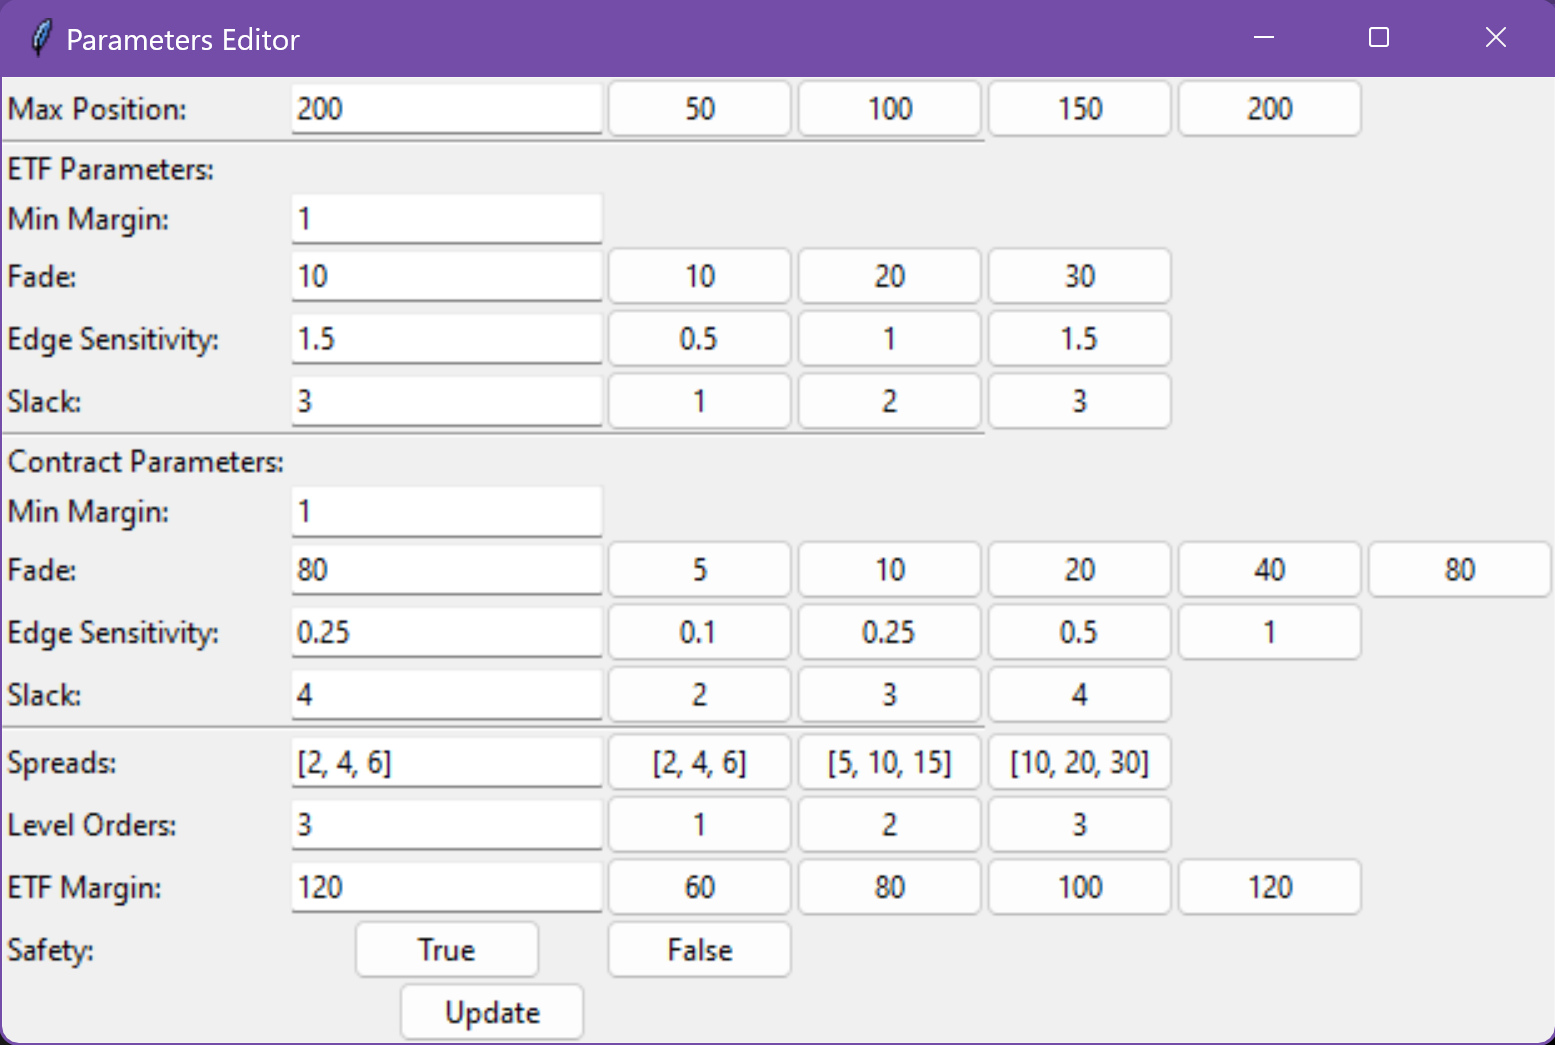 Parameters Editor
Max Position: 200 50 100 150 200
ETF Parameters:
Min Margin: 1
Fade: 10 10 20 30
Edge Sensitivity: 1.5 0.5 1 1.5
Slack: 3 1 2 3
Contract Parameters:
Min Margin: 1
Fade: 80 5 10 20 40 80
Edge Sensitivity: 0.25 0.1 0.25 0.5 1
Slack: 4 2 3 4
Spreads: [2, 4, 6] [2, 4, 6] [5, 10, 15] [10, 20, 30]
Level Orders: 3 1 2 3
ETF Margin: 120 60 80 100 120
Safety: True False
Update